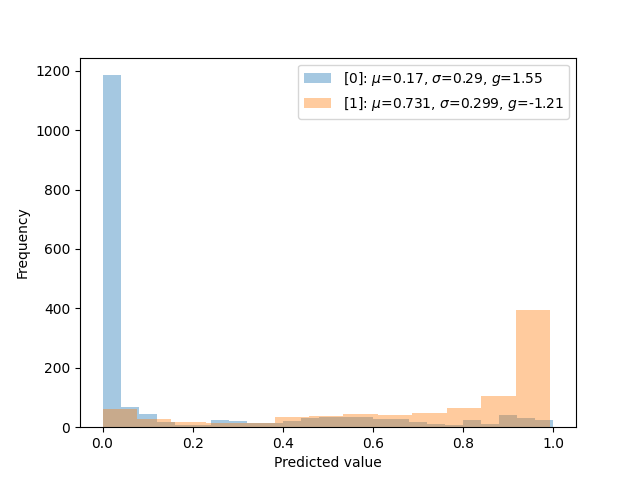 1200
1000
800
600
400
200
0
Frequency
[0]: μ=0.17, σ=0.29, g=1.55
[1]: μ=0.731, σ=0.299, g=-1.21
0.0 0.2 0.4 0.6 0.8 1.0
Predicted value